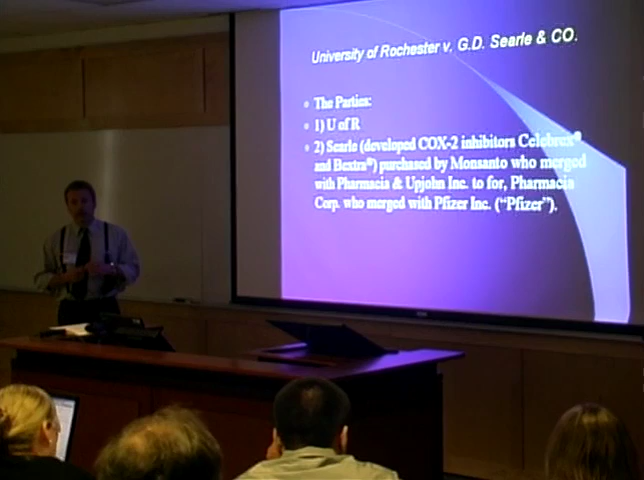 University of Rochester v. G.D. Searle & CO.
The Parties:
1) U of R
2) Searle (developed COX-2 inhibitors Celebrex®
and Bextra®) purchased by Monsanto who merged
with Pharmacia & Upjohn Inc. to for, Pharmacia
Corp. who merged with Pfizer Inc. ("Pfizer").